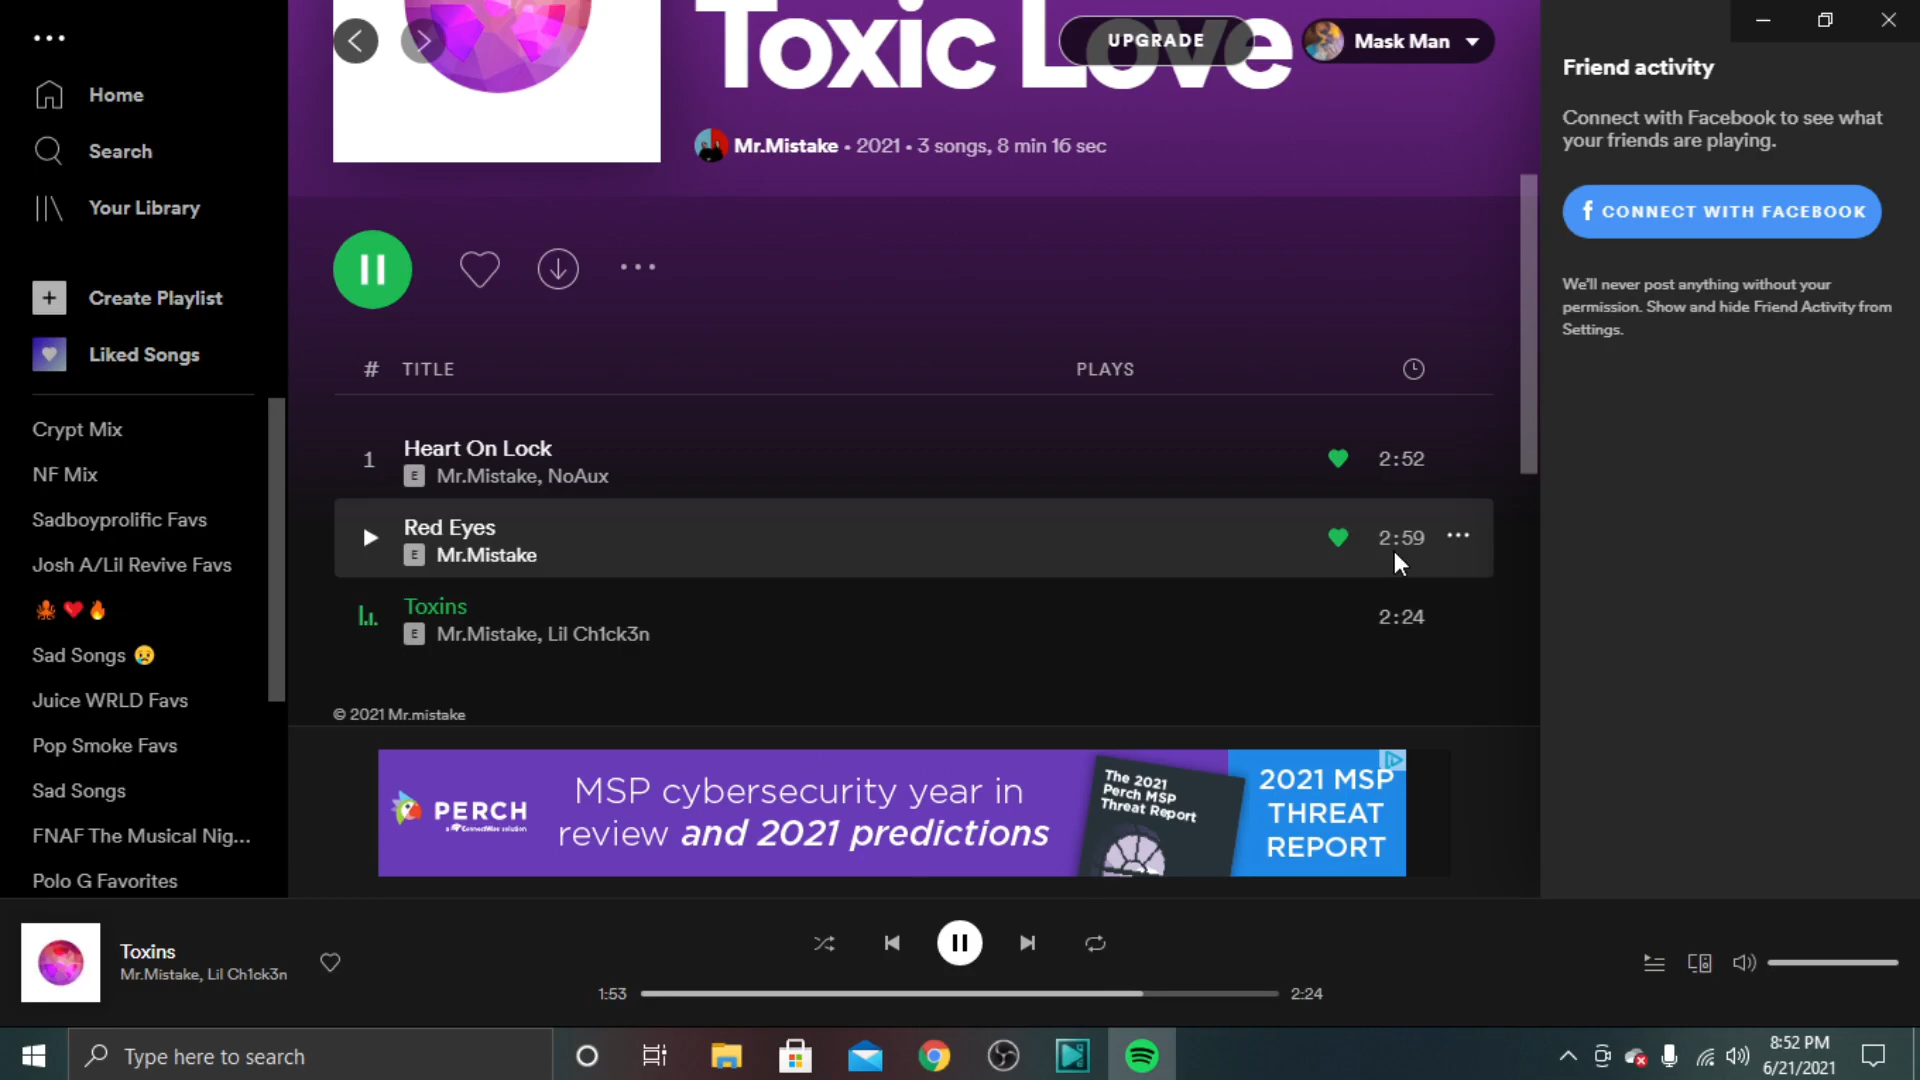 Home
Search
Your Library
Create Playlist
Liked Songs
Crypt Mix
NF Mix
Sadboyprolific Favs
Josh A/Lil Revive Favs
🐙❤️🔥
Sad Songs 😥
Juice WRLD Favs
Pop Smoke Favs
Sad Songs
FNAF The Musical Nig...
Polo G Favorites
Toxic Love
UPGRADE
Mask Man
Mr.Mistake • 2021 • 3 songs, 8 min 16 sec
# TITLE PLAYS
1 Heart On Lock 2:52
E Mr.Mistake, NoAux
Red Eyes 2:59
E Mr.Mistake
Toxins 2:24
E Mr.Mistake, Lil Ch1ck3n
© 2021 Mr.mistake
PERCH
a ConnectWise solution
MSP cybersecurity year in
review and 2021 predictions
The 2021
Perch MSP
Threat Report
2021 MSP
THREAT
REPORT
Friend activity
Connect with Facebook to see what
your friends are playing.
f CONNECT WITH FACEBOOK
We'll never post anything without your
permission. Show and hide Friend Activity from
Settings.
Toxins
Mr.Mistake, Lil Ch1ck3n
1:53 2:24
Type here to search
8:52 PM
6/21/2021